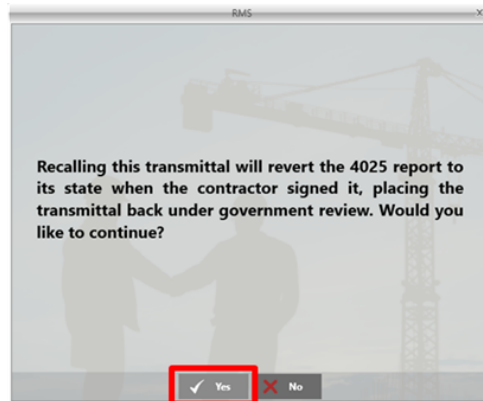 RMS
Recalling this transmittal will revert the 4025 report to
its state when the contractor signed it, placing the
transmittal back under government review. Would you
like to continue?
Yes No